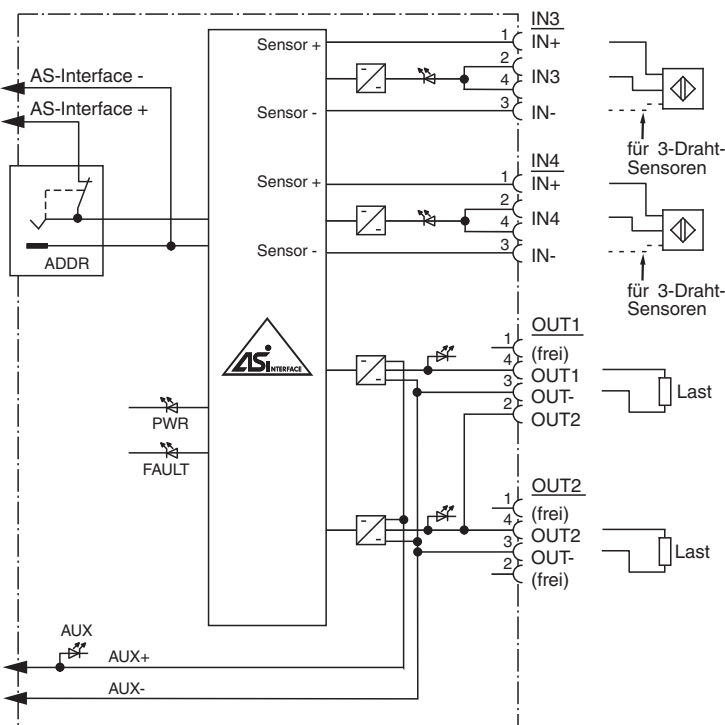 IN3
1
IN+
Sensor +
2
IN3
4
AS-Interface -
AS-Interface +
Sensor -
3
IN-
für 3-Draht-
Sensoren
IN4
Sensor +
1
IN+
2
IN4
4
Sensor -
3
IN-
ADDR
für 3-Draht-
Sensoren
OUT1
1
(frei)
4
OUT1
3
OUT-
2
OUT2
Last
ASi
INTERFACE
PWR
FAULT
OUT2
1
(frei)
4
OUT2
3
OUT-
2
(frei)
Last
AUX
AUX+
AUX-